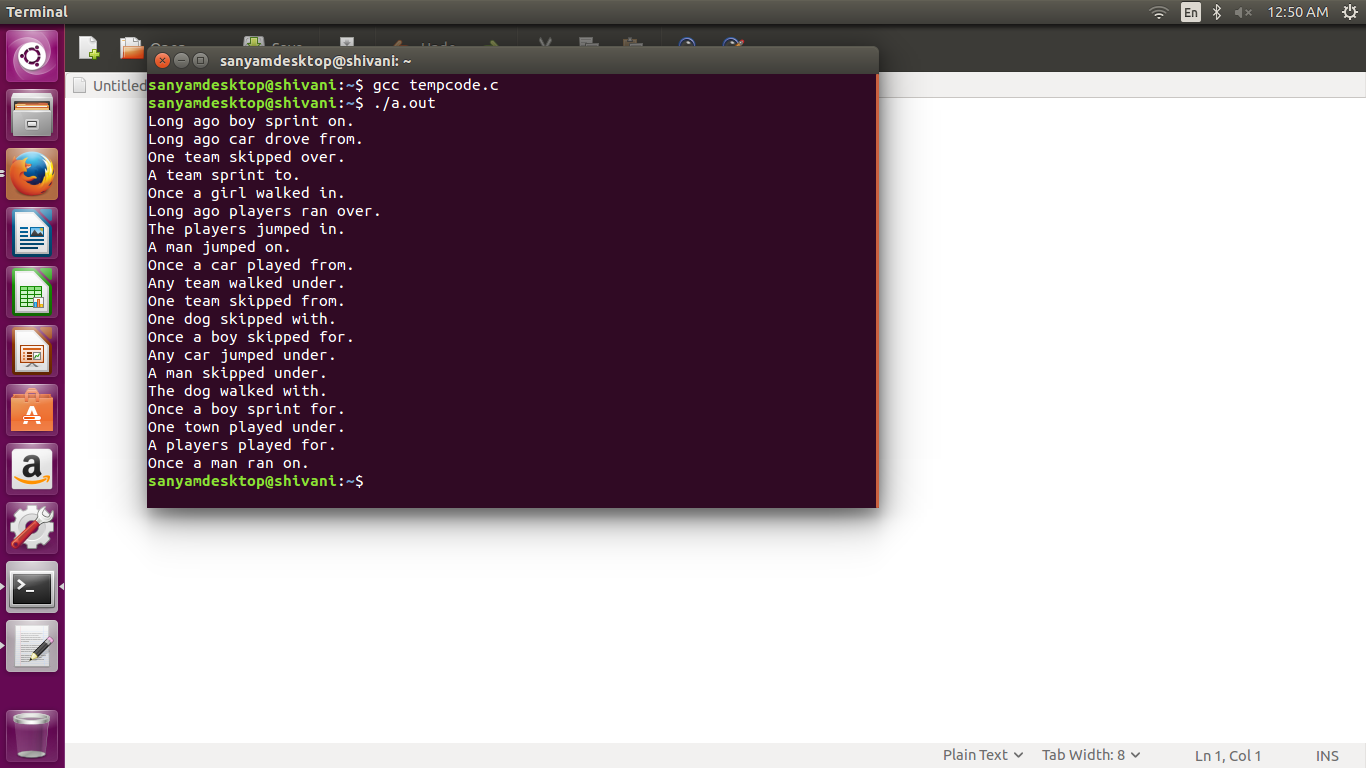 Terminal
En
12:50 AM
Open
Save
Undo
sanyamdesktop@shivani: ~
Untitled
sanyamdesktop@shivani:~$ gcc tempcode.c
sanyamdesktop@shivani:~$ ./a.out
Long ago boy sprint on.
Long ago car drove from.
One team skipped over.
A team sprint to.
Once a girl walked in.
Long ago players ran over.
The players jumped in.
A man jumped on.
Once a car played from.
Any team walked under.
One team skipped from.
One dog skipped with.
Once a boy skipped for.
Any car jumped under.
A man skipped under.
The dog walked with.
Once a boy sprint for.
One town played under.
A players played for.
Once a man ran on.
sanyamdesktop@shivani:~$
Plain Text
Tab Width: 8
Ln 1, Col 1
INS